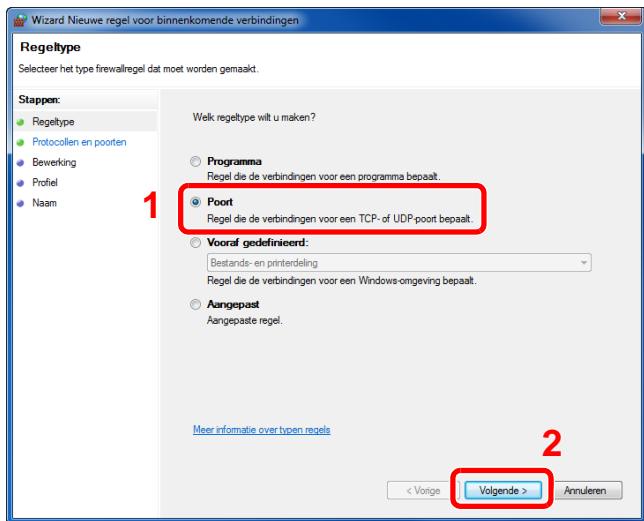 Wizard Nieuwe regel voor binnenkomende verbindingen
Regeltype
Selecteer het type firewallregel dat moet worden gemaakt.
Stappen:
Regeltype
Protocollen en poorten
Bewerking
Profiel
Naam
Welk regeltype wilt u maken?
Programma
Regel die de verbindingen voor een programma bepaalt.
1
Poort
Regel die de verbindingen voor een TCP- of UDP-poort bepaalt.
Vooraf gedefinieerd:
Bestands- en printerdeling
Regel die de verbindingen voor een Windows-omgeving bepaalt.
Aangepast
Aangepaste regel.
Meer informatie over typen regels
2
< Vorige
Volgende >
Annuleren